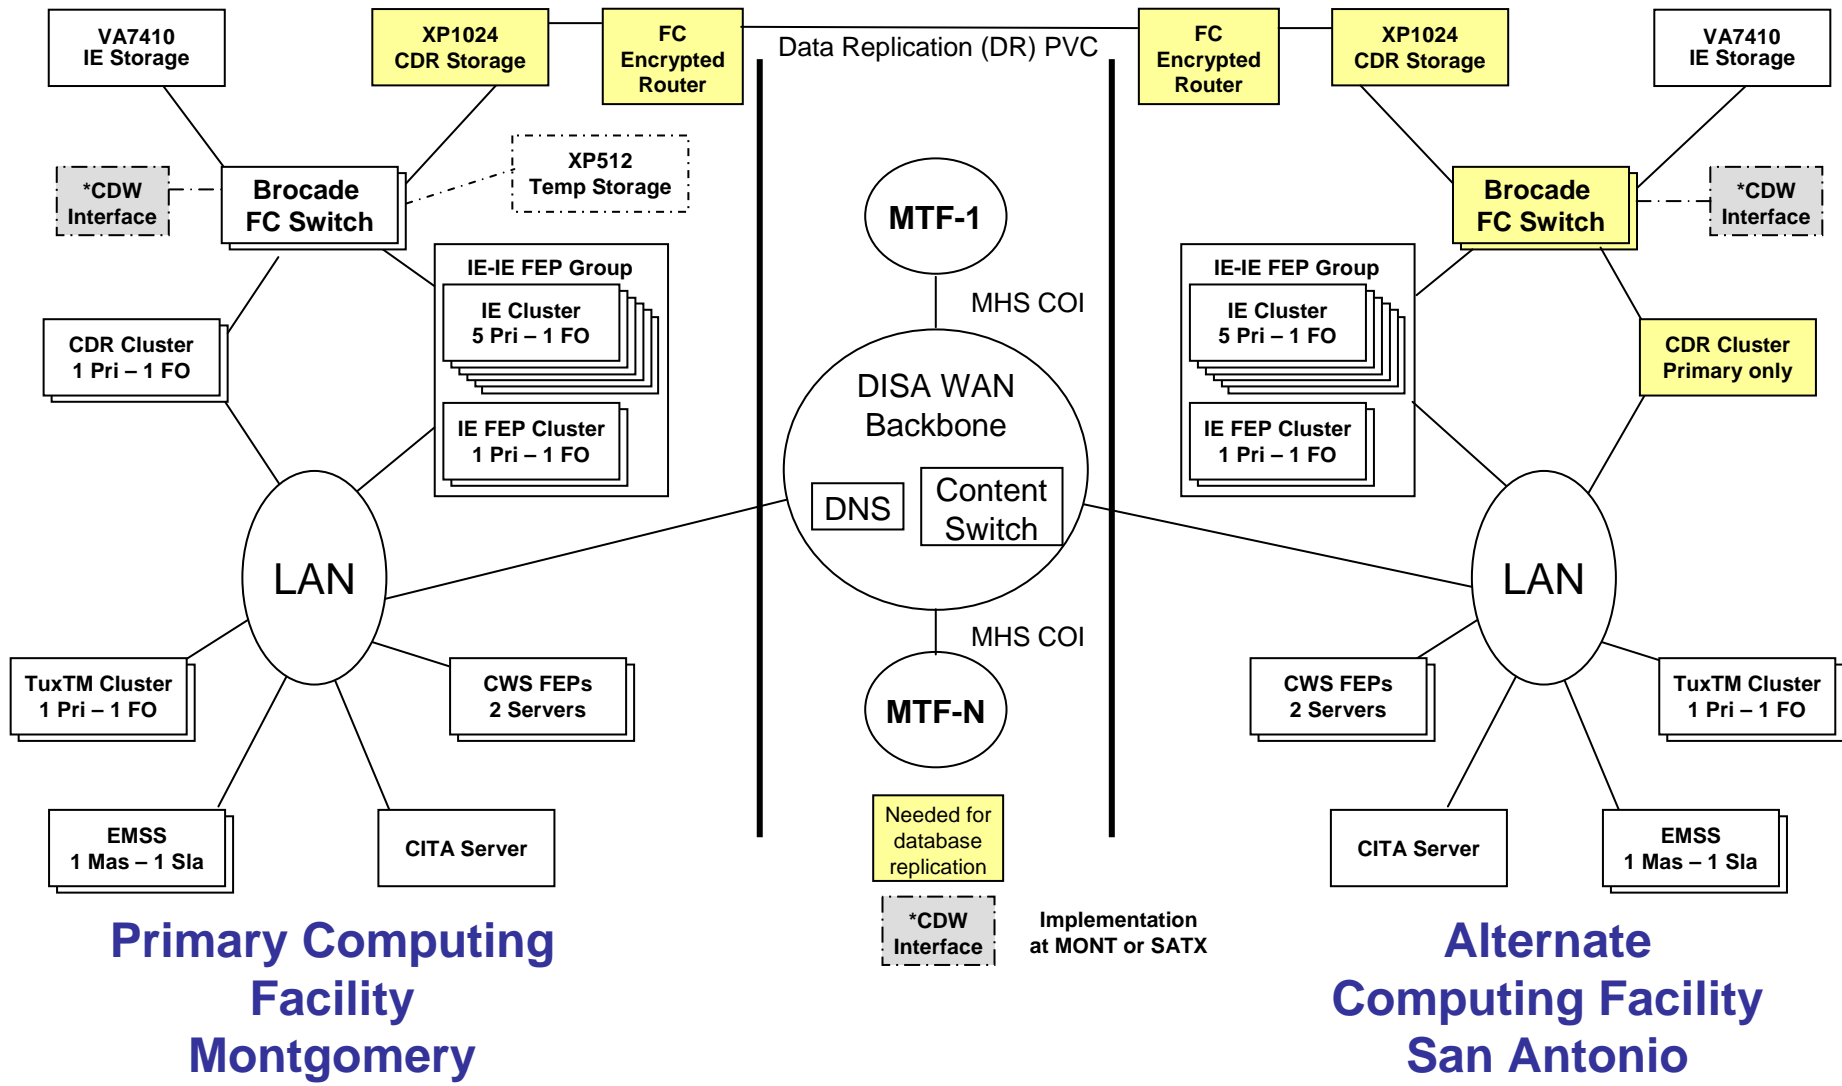 VA7410
IE Storage
XP1024
CDR Storage
FC
Encrypted
Router
Data Replication (DR) PVC
FC
Encrypted
Router
XP1024
CDR Storage
VA7410
IE Storage
*CDW
Interface
Brocade
FC Switch
XP512
Temp Storage
MTF-1
MHS COI
Brocade
FC Switch
*CDW
Interface
IE-IE FEP Group
IE Cluster
5 Pri – 1 FO
IE FEP Cluster
1 Pri – 1 FO
CDR Cluster
1 Pri – 1 FO
DISA WAN
Backbone
DNS
Content
Switch
IE-IE FEP Group
IE Cluster
5 Pri – 1 FO
IE FEP Cluster
1 Pri – 1 FO
CDR Cluster
Primary only
LAN
LAN
MHS COI
MTF-N
TuxTM Cluster
1 Pri – 1 FO
CWS FEPs
2 Servers
CWS FEPs
2 Servers
TuxTM Cluster
1 Pri – 1 FO
EMSS
1 Mas – 1 Sla
CITA Server
Needed for
database
replication
CITA Server
EMSS
1 Mas – 1 Sla
*CDW
Interface
Implementation
at MONT or SATX
Primary Computing
Facility
Montgomery
Alternate
Computing Facility
San Antonio